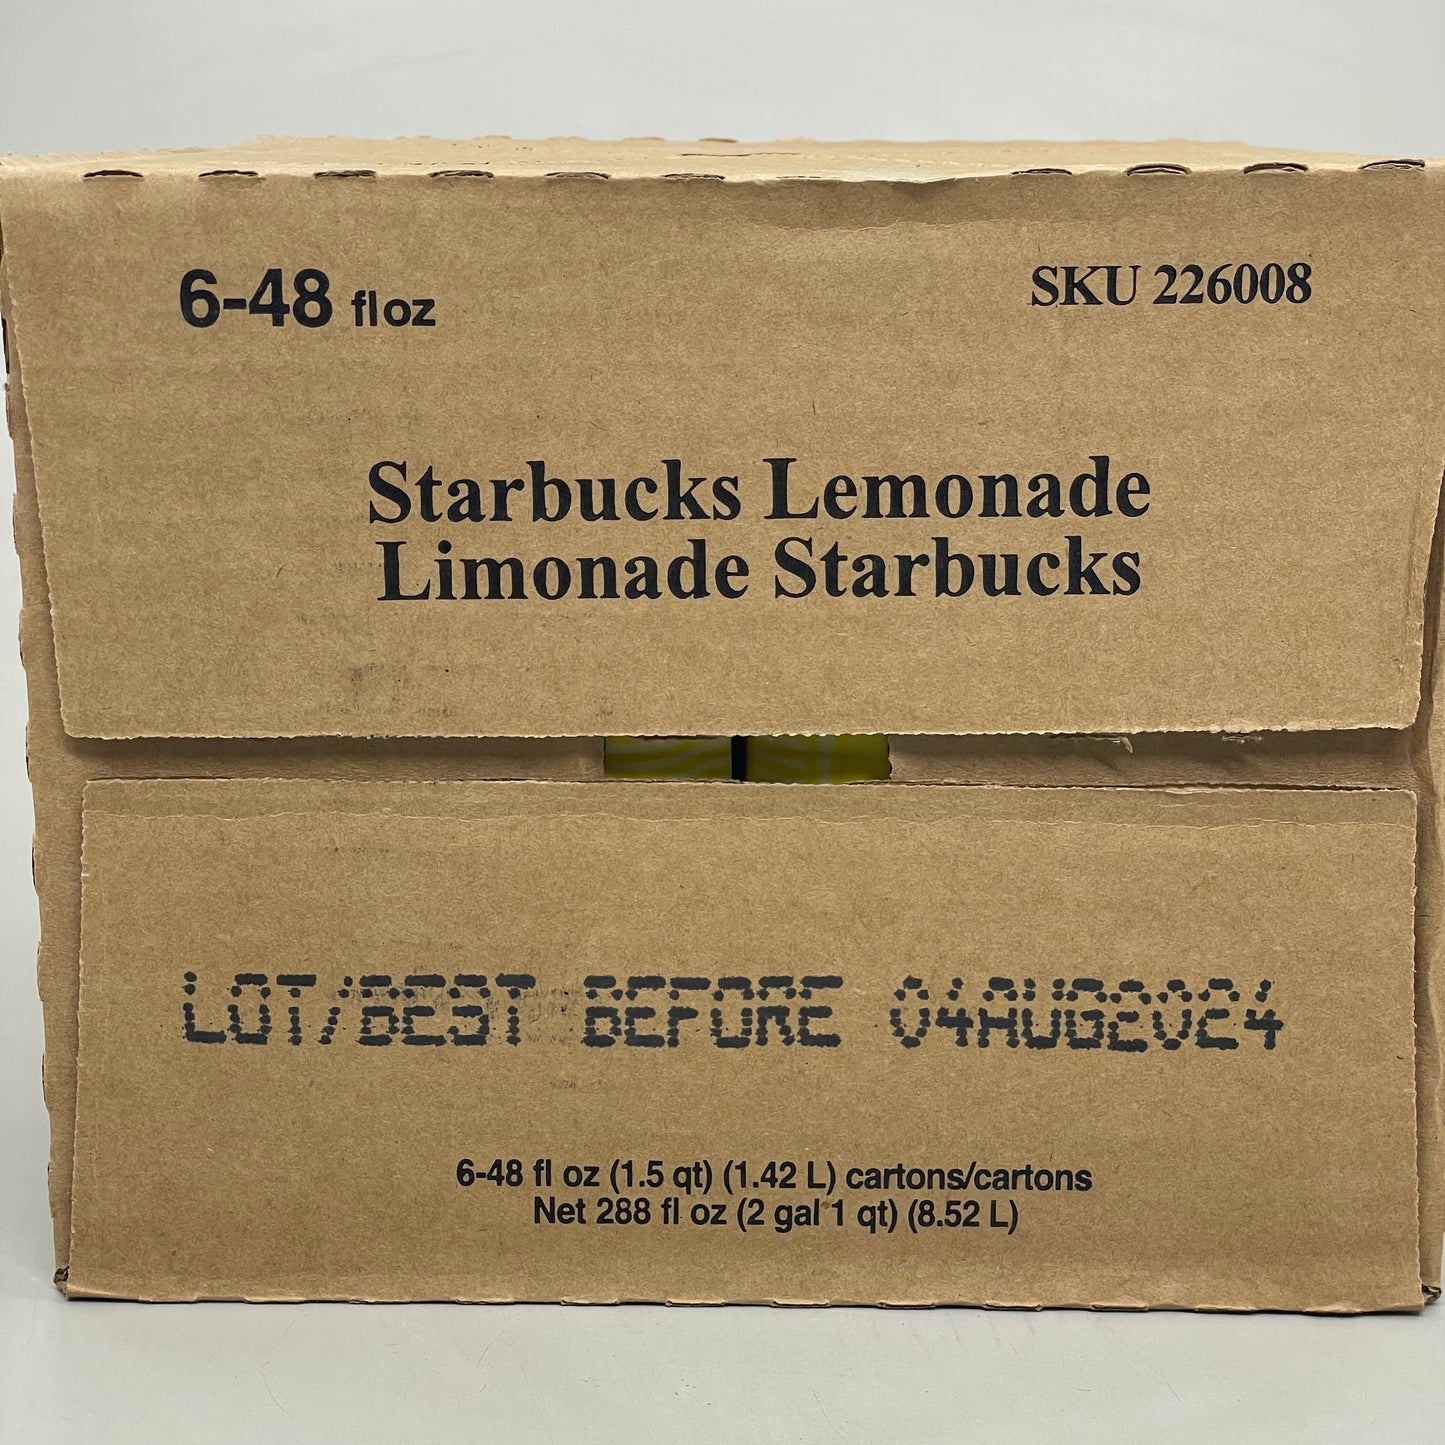 6-48 fl oz
SKU 226008
Starbucks Lemonade
Limonade Starbucks
LOT/BEST BEFORE 04AUG2024
6-48 fl oz (1.5 qt) (1.42 L) cartons/cartons
Net 288 fl oz (2 gal 1 qt) (8.52 L)